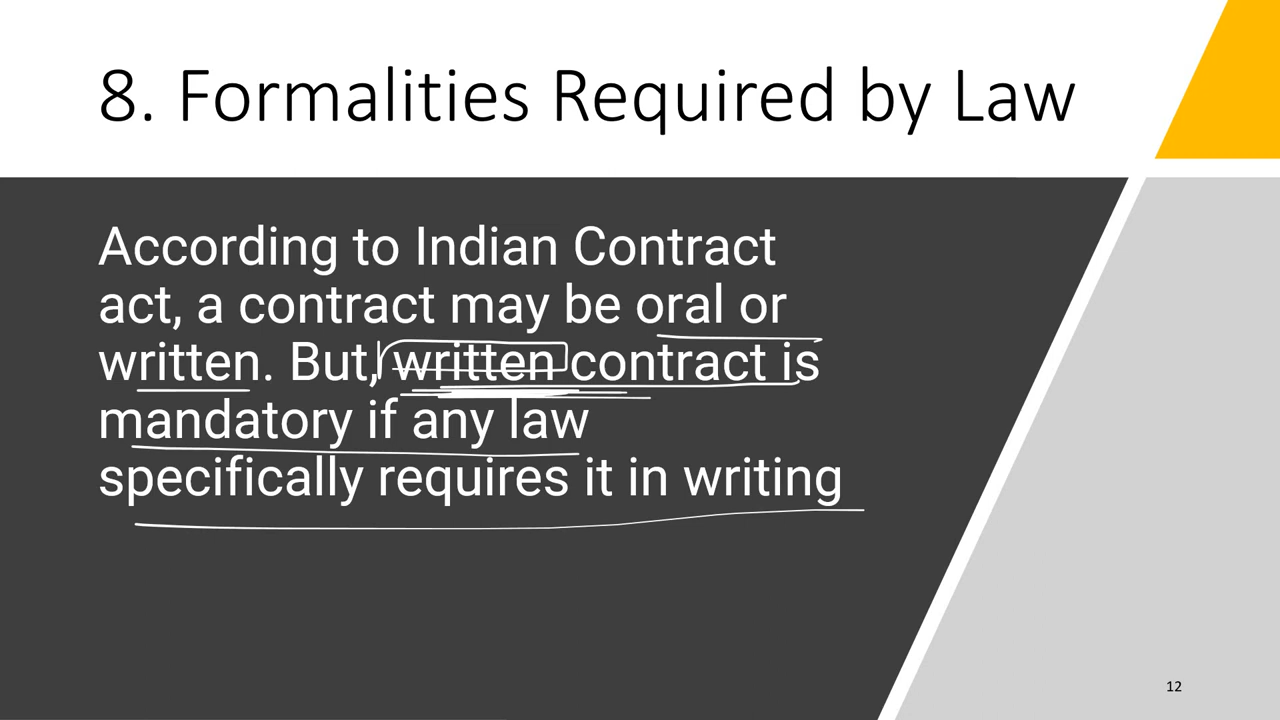 8. Formalities Required by Law
According to Indian Contract
act, a contract may be oral or
written. But, written contract is
mandatory if any law
specifically requires it in writing
12